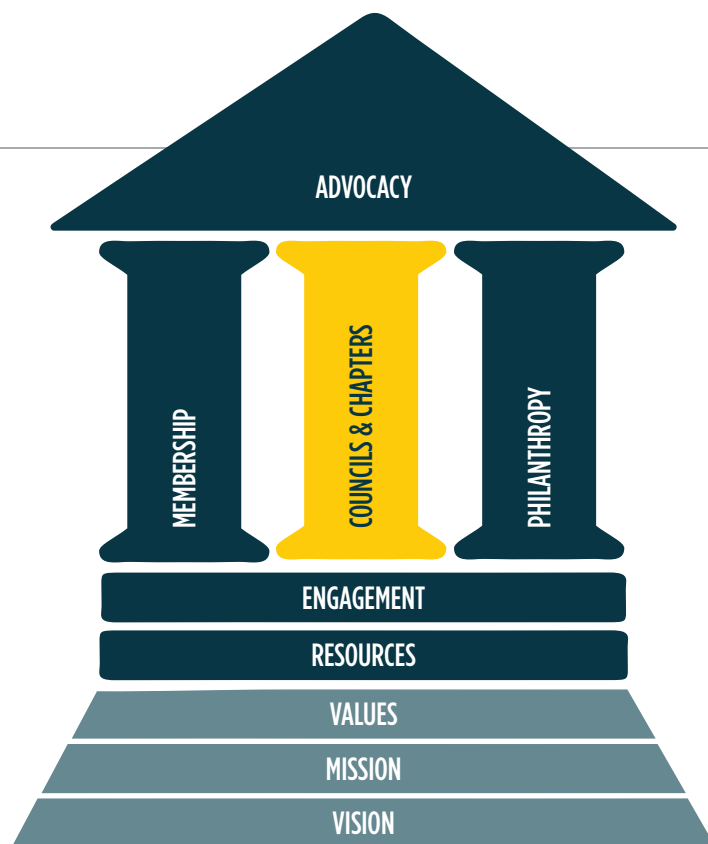 ADVOCACY
MEMBERSHIP
COUNCILS & CHAPTERS
PHILANTHROPY
ENGAGEMENT
RESOURCES
VALUES
MISSION
VISION